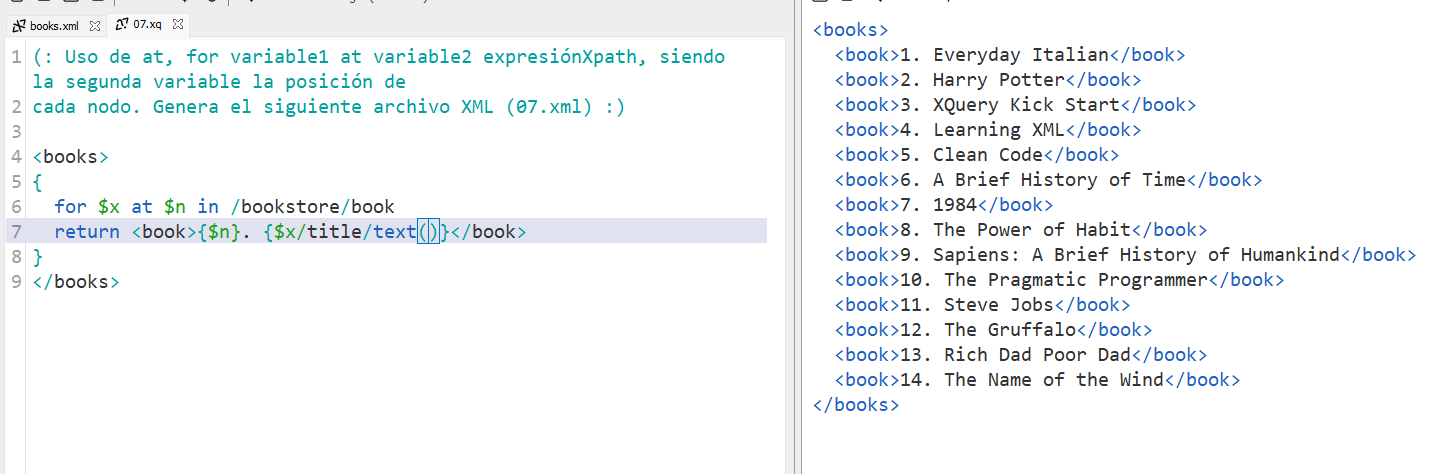 books.xml
07.xq
1 (: Uso de at, for variable1 at variable2 expresiónXpath, siendo
la segunda variable la posición de
2 cada nodo. Genera el siguiente archivo XML (07.xml) :)
3
4 <books>
5 {
6 for $x at $n in /bookstore/book
7 return <book>{$n}. {$x/title/text()}</book>
8 }
9 </books>
<books>
<book>1. Everyday Italian</book>
<book>2. Harry Potter</book>
<book>3. XQuery Kick Start</book>
<book>4. Learning XML</book>
<book>5. Clean Code</book>
<book>6. A Brief History of Time</book>
<book>7. 1984</book>
<book>8. The Power of Habit</book>
<book>9. Sapiens: A Brief History of Humankind</book>
<book>10. The Pragmatic Programmer</book>
<book>11. Steve Jobs</book>
<book>12. The Gruffalo</book>
<book>13. Rich Dad Poor Dad</book>
<book>14. The Name of the Wind</book>
</books>